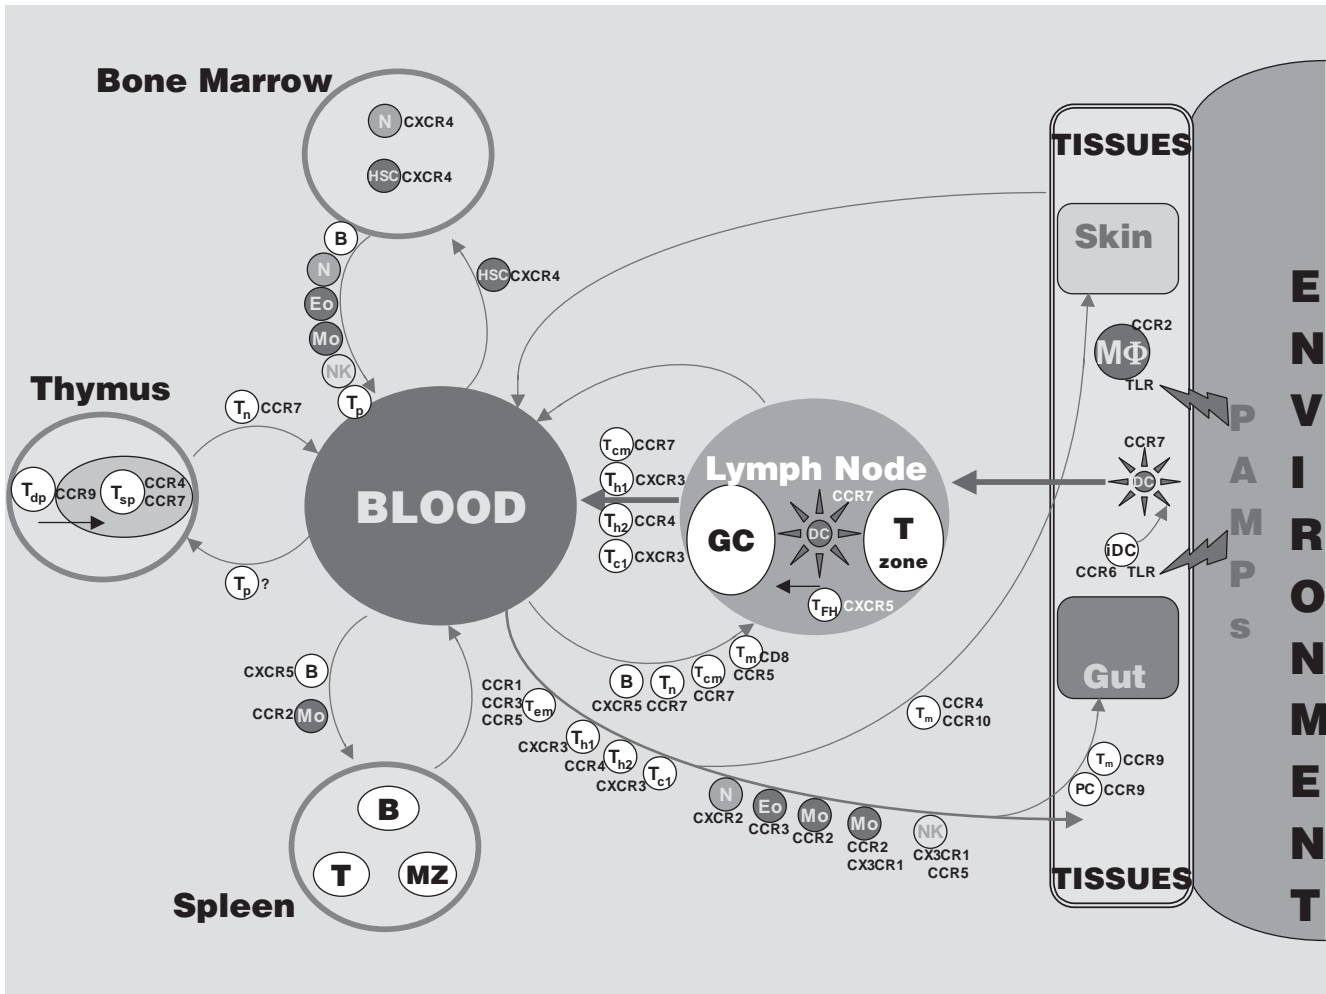 Bone Marrow
N CXCR4
HSC CXCR4
B
N
Eo
Mo
NK
Tp
HSC CXCR4
Thymus
Tn CCR7
Tdp CCR9
Tsp CCR4
CCR7
Tp ?
BLOOD
Tcm CCR7
Th1 CXCR3
Th2 CCR4
Tc1 CXCR3
Lymph Node
CCR7
GC
DC
T
zone
TFH CXCR5
B
CXCR5
Tn
CCR7
Tcm
CCR7
Tm CD8
CCR5
CXCR5 B
CCR2 Mo
Spleen
B
T
MZ
CCR1
CCR3
CCR5
Tem
CXCR3 Th1
CCR4 Th2
CXCR3 Tc1
N
CXCR2
Eo
CCR3
Mo
CCR2
Mo
CCR2
CX3CR1
NK
CX3CR1
CCR5
Tm CCR4
CCR10
Tm CCR9
PC CCR9
TISSUES
Skin
CCR2
MΦ
TLR
CCR7
DC
iDC
CCR6 TLR
Gut
TISSUES
P
A
M
P
s
E
N
V
I
R
O
N
M
E
N
T